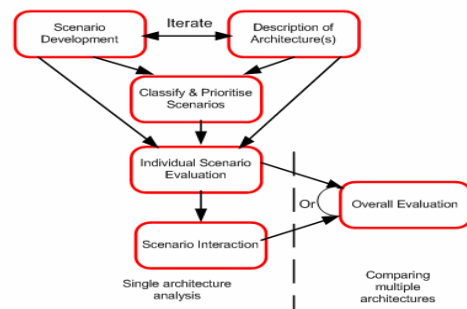 Scenario
Development
Iterate
Description of
Architecture(s)
Classify & Prioritise
Scenarios
Individual Scenario
Evaluation
Or
Overall Evaluation
Scenario Interaction
Single architecture
analysis
Comparing
multiple
architectures